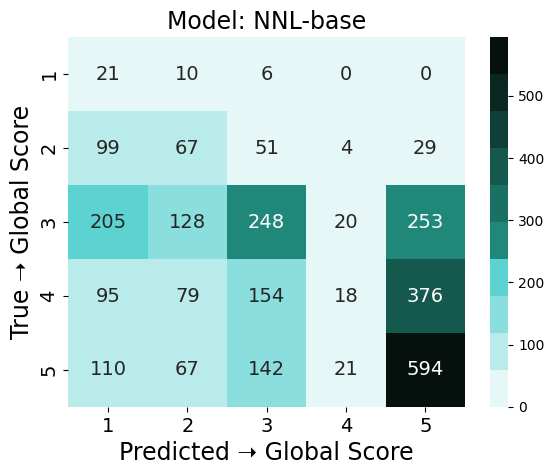 Model: NNL-base
1 21 10 6 0 0
2 99 67 51 4 29
3 205 128 248 20 253
4 95 79 154 18 376
5 110 67 142 21 594
1 2 3 4 5
Predicted ➝ Global Score
True ➝ Global Score
500
400
300
200
100
0